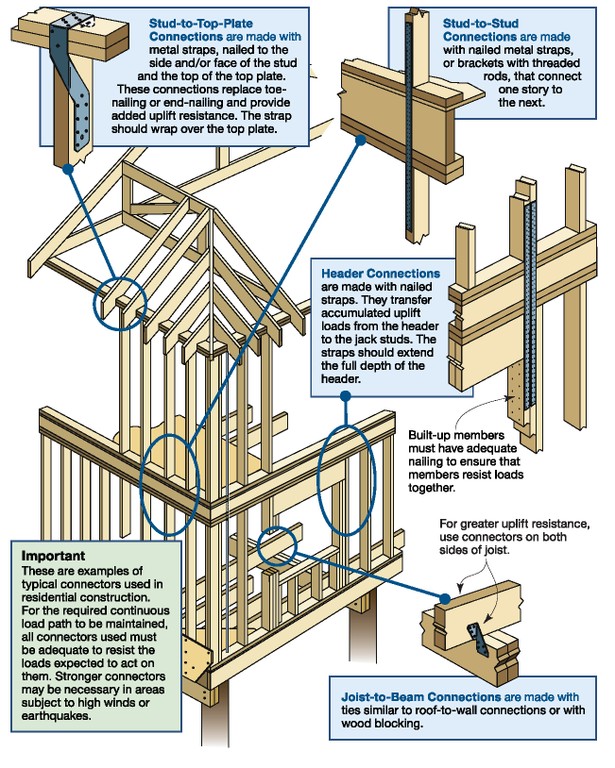 Stud-to-Top-Plate
Connections are made with
metal straps, nailed to the
side and/or face of the stud
and the top of the top plate.
These connections replace toe-
nailing or end-nailing and provide
added uplift resistance. The strap
should wrap over the top plate.
Stud-to-Stud
Connections are made
with nailed metal straps,
or brackets with threaded
rods, that connect
one story to
the next.
Header Connections
are made with nailed
straps. They transfer
accumulated uplift
loads from the header
to the jack studs. The
straps should extend
the full depth of the
header.
Built-up members
must have adequate
nailing to ensure that
members resist loads
together.
For greater uplift resistance,
use connectors on both
sides of joist.
Important
These are examples of
typical connectors used in
residential construction.
For the required continuous
load path to be maintained,
all connectors used must
be adequate to resist the
loads expected to act on
them. Stronger connectors
may be necessary in areas
subject to high winds or
earthquakes.
Joist-to-Beam Connections are made with
ties similar to roof-to-wall connections or with
wood blocking.